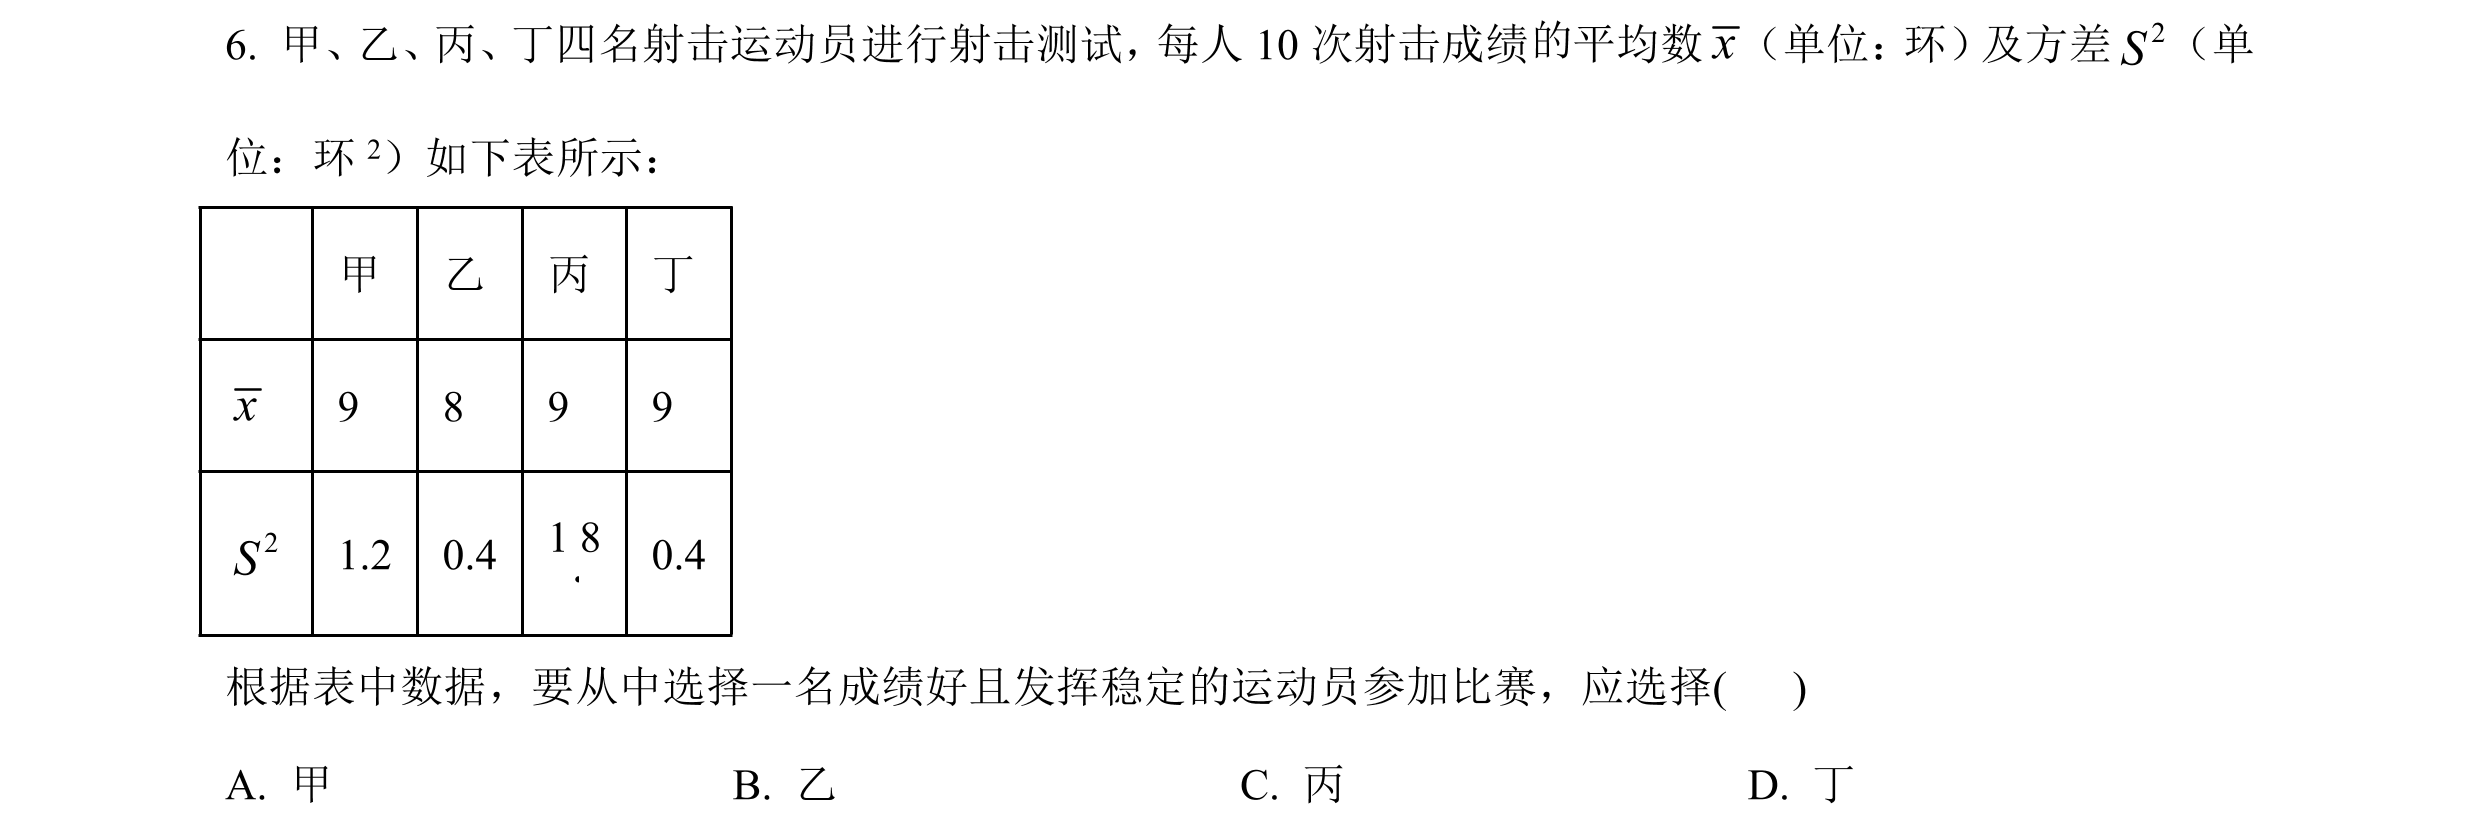 6. 甲、乙、丙、丁四名射击运动员进行射击测试，每人 10 次射击成绩的平均数 x̅（单位：环）及方差 S²（单
位：环 ²）如下表所示：
甲 乙 丙 丁
x̅ 9 8 9 9
S² 1.2 0.4 1 8 0.4
.
根据表中数据，要从中选择一名成绩好且发挥稳定的运动员参加比赛，应选择( )
A. 甲 B. 乙 C. 丙 D. 丁